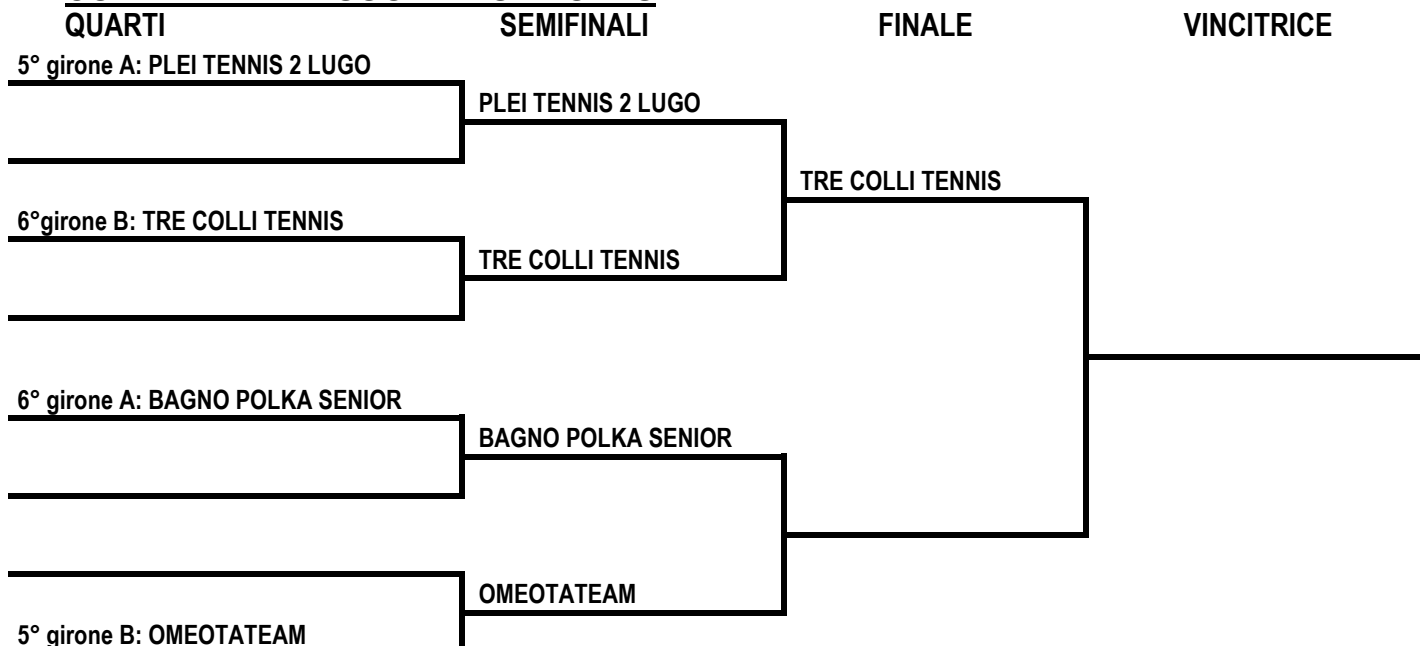 QUARTI SEMIFINALI FINALE VINCITRICE
5° girone A: PLEI TENNIS 2 LUGO
PLEI TENNIS 2 LUGO
TRE COLLI TENNIS
6°girone B: TRE COLLI TENNIS
TRE COLLI TENNIS
6° girone A: BAGNO POLKA SENIOR
BAGNO POLKA SENIOR
OMEOTATEAM
5° girone B: OMEOTATEAM